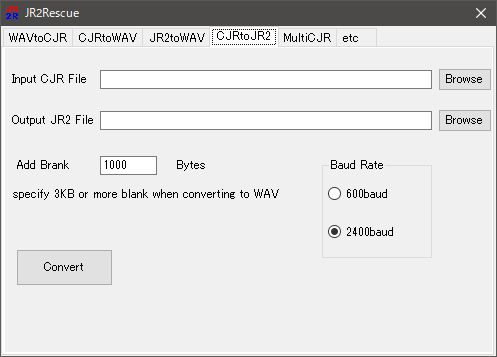 JR2Rescue
WAVtoCJR CJRtoWAV JR2toWAV CJRtoJR2 MultiCJR etc
Input CJR File Browse
Output JR2 File Browse
Add Brank 1000 Bytes Baud Rate
specify 3KB or more blank when converting to WAV 600baud
2400baud
Convert